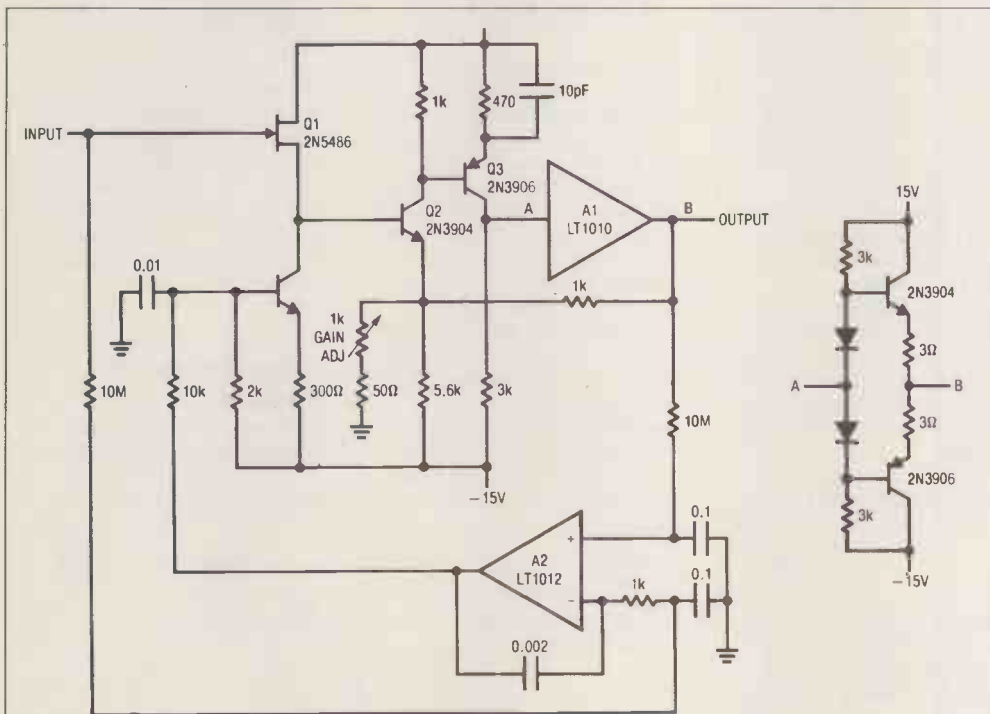 10pF
1k
470
Q1
2N5486
INPUT
Q3
2N3906
A
A1
LT1010
B
OUTPUT
Q2
2N3904
0.01
1k
1k
GAIN
ADJ
10M
10k
2k
300Ω
50Ω
5.6k
3k
10M
−15V
0.1
A2
LT1012
+
−
1k
0.1
0.002
15V
3k
2N3904
3Ω
A
B
3Ω
2N3906
3k
−15V